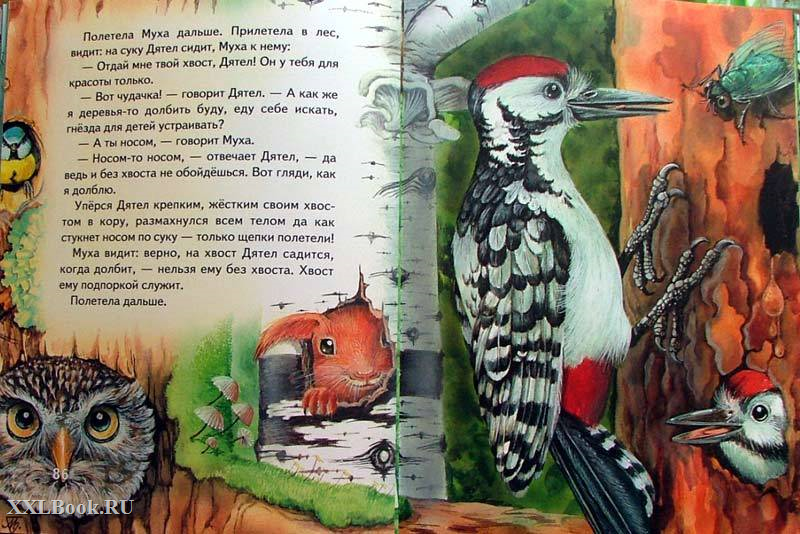 Полетела Муха дальше. Прилетела в лес,
видит: на суку Дятел сидит, Муха к нему:
— Отдай мне твой хвост, Дятел! Он у тебя для
красоты только.
— Вот чудачка! — говорит Дятел. — А как же
я деревья-то долбить буду, еду себе искать,
гнёзда для детей устраивать?
— А ты носом, — говорит Муха.
— Носом-то носом, — отвечает Дятел, — да
ведь и без хвоста не обойдёшься. Вот гляди, как
я долблю.
Упёрся Дятел крепким, жёстким своим хвос-
том в кору, размахнулся всем телом да как
стукнет носом по суку — только щепки полетели!
Муха видит: верно, на хвост Дятел садится,
когда долбит, — нельзя ему без хвоста. Хвост
ему подпоркой служит.
Полетела дальше.
86
XXLBook.RU